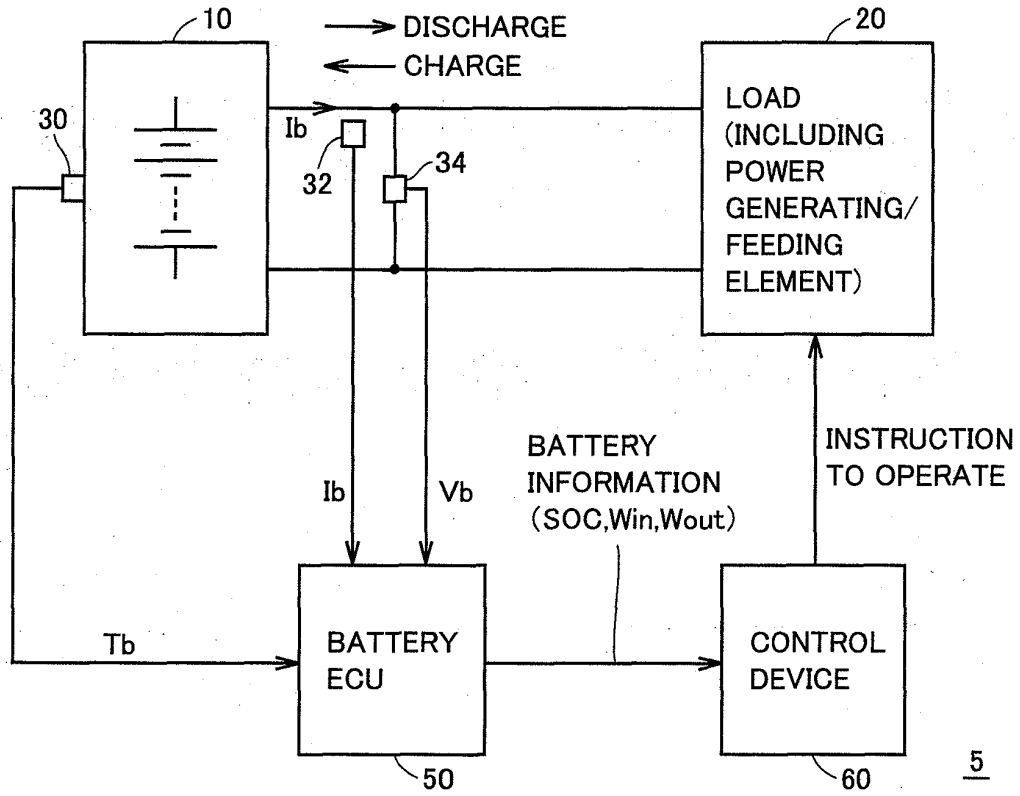 10
DISCHARGE
CHARGE
20
30
Ib
32
34
LOAD
(INCLUDING
POWER
GENERATING/
FEEDING
ELEMENT)
Ib
Vb
BATTERY
INFORMATION
(SOC,Win,Wout)
INSTRUCTION
TO OPERATE
Tb
BATTERY
ECU
CONTROL
DEVICE
50
60
5